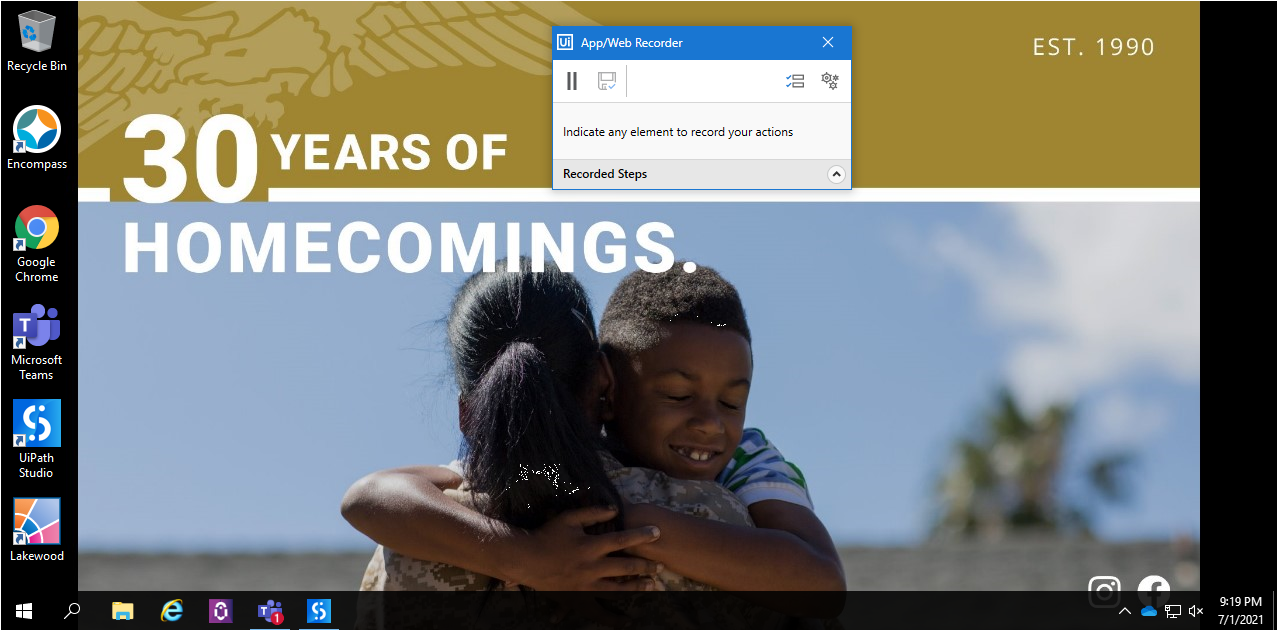 Recycle Bin
Encompass
Google
Chrome
Microsoft
Teams
UiPath
Studio
Lakewood
Ui App/Web Recorder
Indicate any element to record your actions
Recorded Steps
EST. 1990
30 YEARS OF
HOMECOMINGS.
T
T 1
9:19 PM
7/1/2021